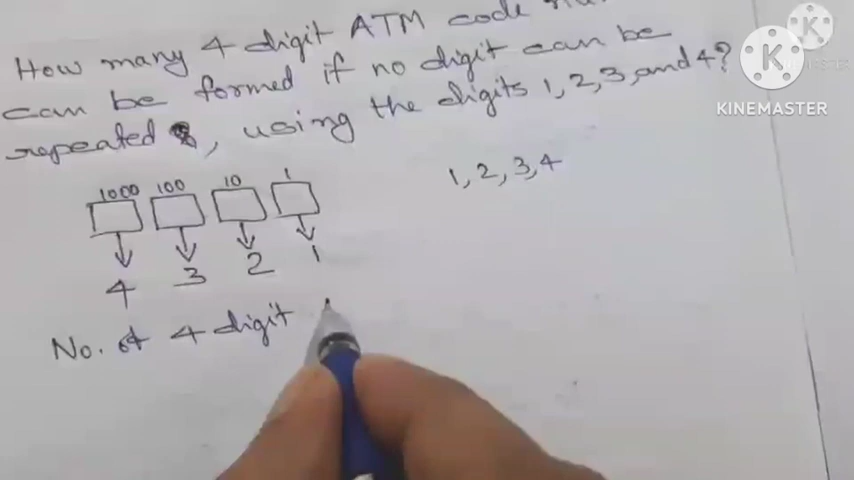 How many 4 digit ATM code
can be formed if no digit can be
repeated, using the digits 1, 2, 3, and 4?
1000 100 10 1
1, 2, 3, 4
4 3 2 1
No. of 4 digit
K
KINEMASTER
K